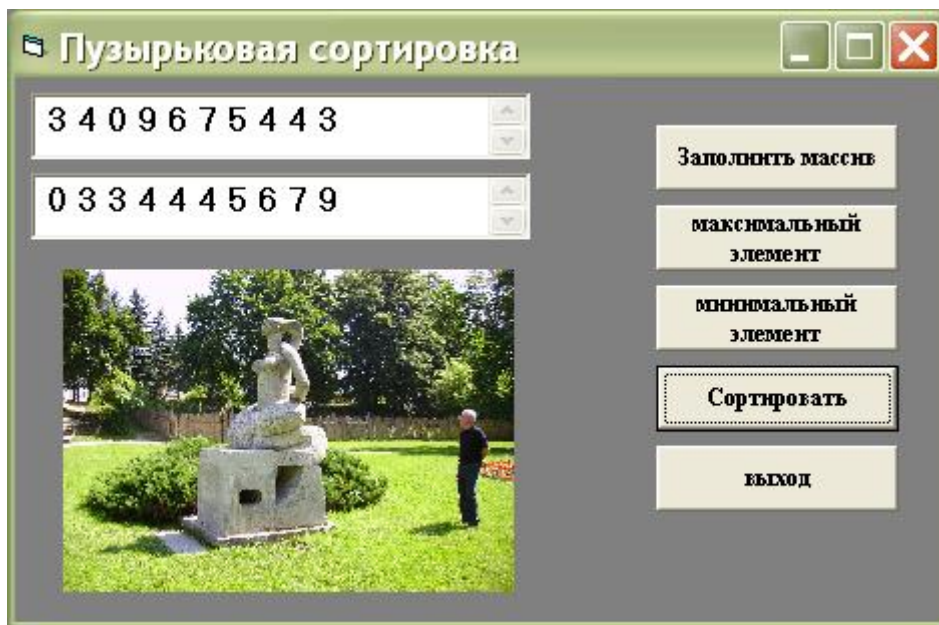 Пузырьковая сортировка
3 4 0 9 6 7 5 4 4 3
0 3 3 4 4 4 5 6 7 9
Заполнить массив
максимальный
элемент
минимальный
элемент
Сортировать
выход